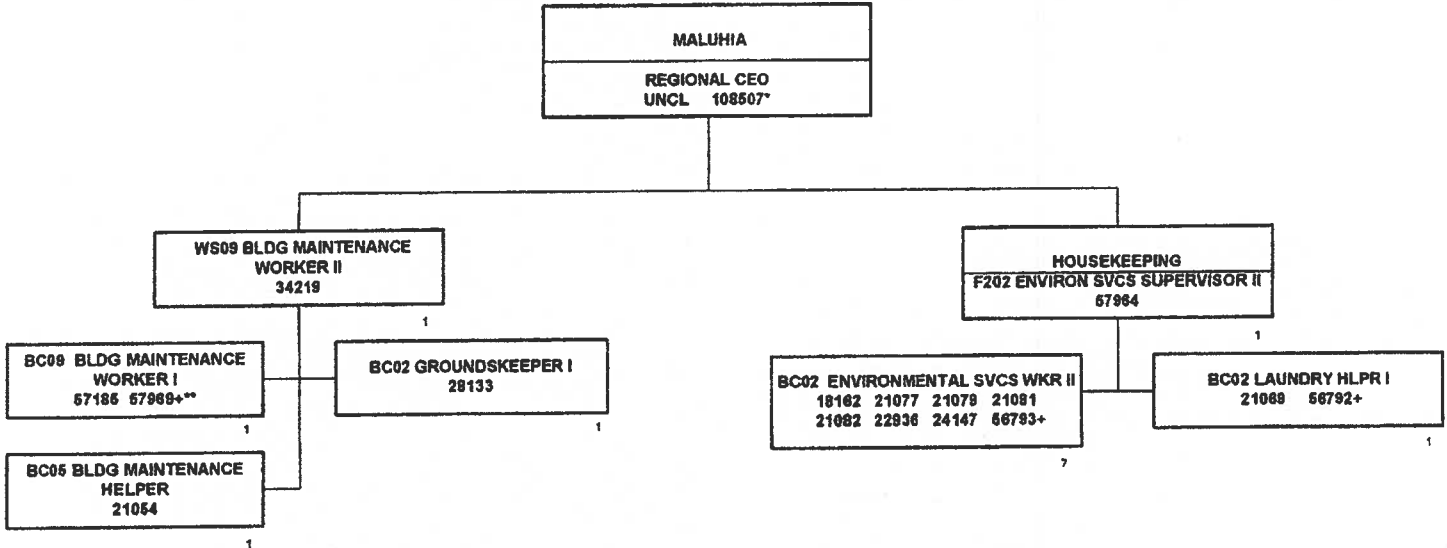 MALUHIA
REGIONAL CEO
UNCL 108507*
WS09 BLDG MAINTENANCE
WORKER II
34219
1
HOUSEKEEPING
F202 ENVIRON SVCS SUPERVISOR II
57964
1
BC09 BLDG MAINTENANCE
WORKER I
57185 57969+**
1
BC02 GROUNDSKEEPER I
28133
1
BC05 BLDG MAINTENANCE
HELPER
21054
1
BC02 ENVIRONMENTAL SVCS WKR II
18162 21077 21079 21081
21082 22936 24147 56793+
7
BC02 LAUNDRY HLPR I
21069 56792+
1